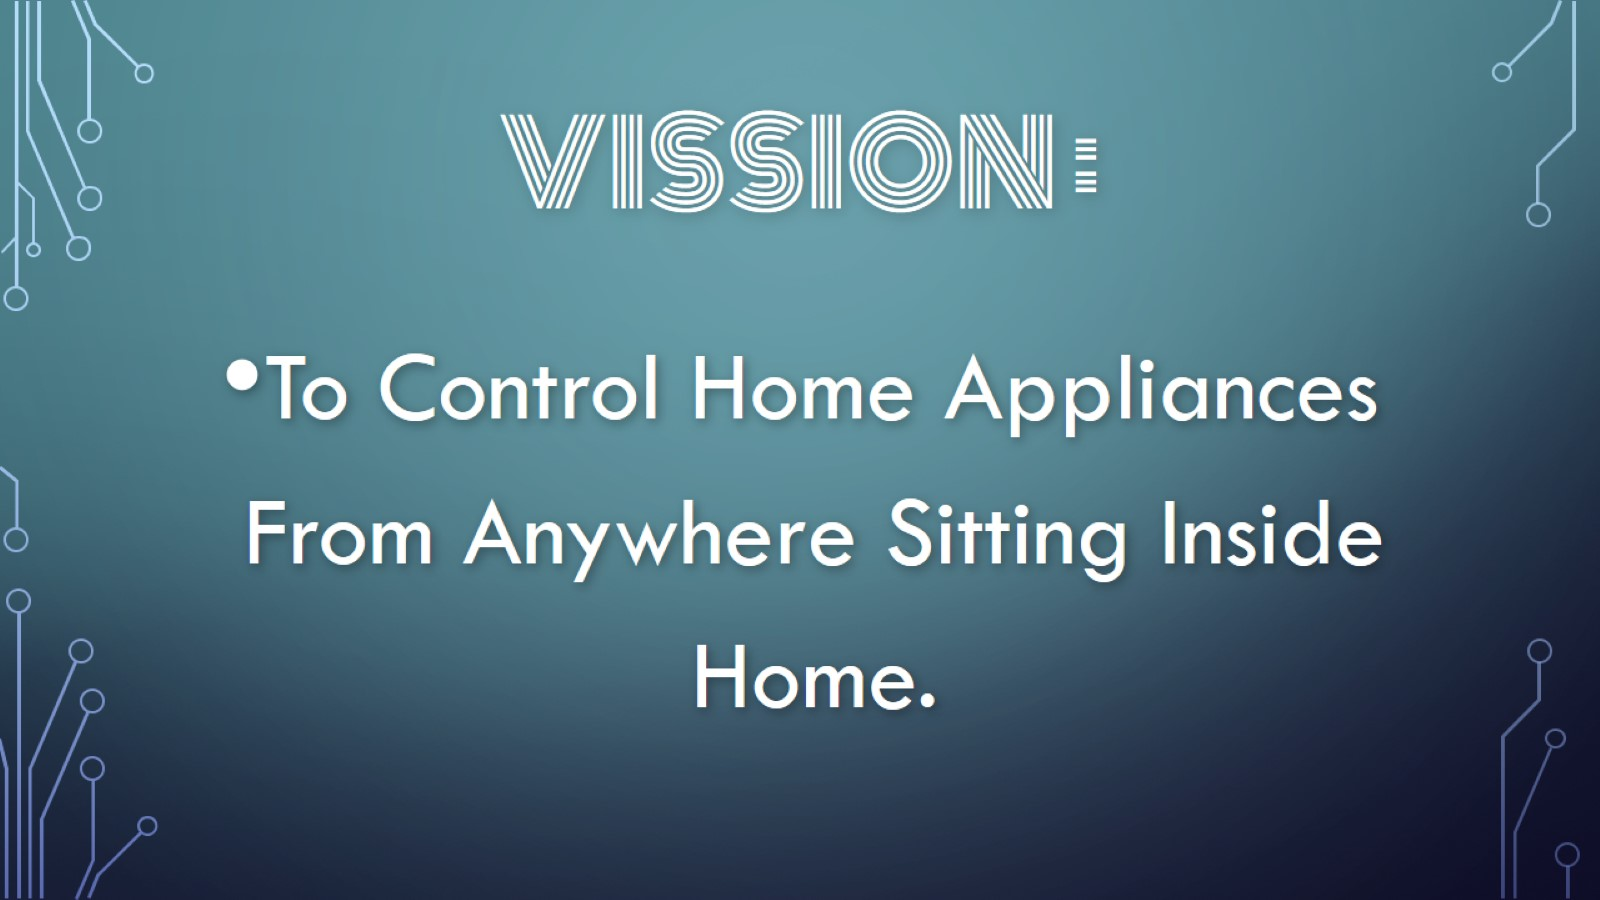 VISSION:
•To Control Home Appliances
From Anywhere Sitting Inside
Home.